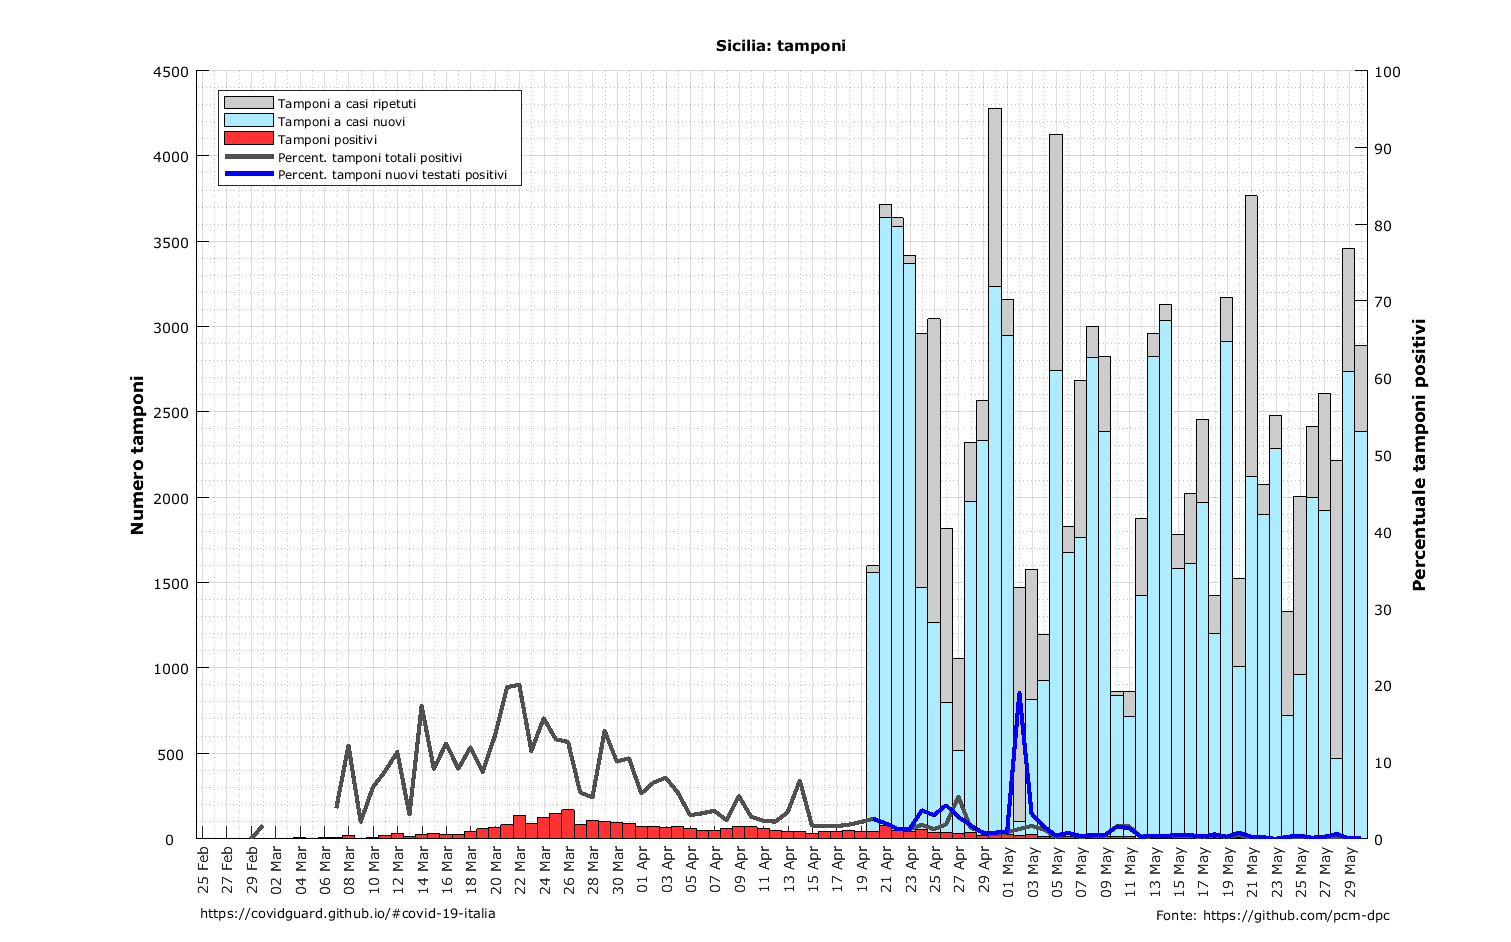 Sicilia: tamponi
Tamponi a casi ripetuti
Tamponi a casi nuovi
Tamponi positivi
Percent. tamponi totali positivi
Percent. tamponi nuovi testati positivi
Numero tamponi
4500
4000
3500
3000
2500
2000
1500
1000
500
0
Percentuale tamponi positivi
100
90
80
70
60
50
40
30
20
10
0
25 Feb
27 Feb
29 Feb
02 Mar
04 Mar
06 Mar
08 Mar
10 Mar
12 Mar
14 Mar
16 Mar
18 Mar
20 Mar
22 Mar
24 Mar
26 Mar
28 Mar
30 Mar
01 Apr
03 Apr
05 Apr
07 Apr
09 Apr
11 Apr
13 Apr
15 Apr
17 Apr
19 Apr
21 Apr
23 Apr
25 Apr
27 Apr
29 Apr
01 May
03 May
05 May
07 May
09 May
11 May
13 May
15 May
17 May
19 May
21 May
23 May
25 May
27 May
29 May
https://covidguard.github.io/#covid-19-italia
Fonte: https://github.com/pcm-dpc